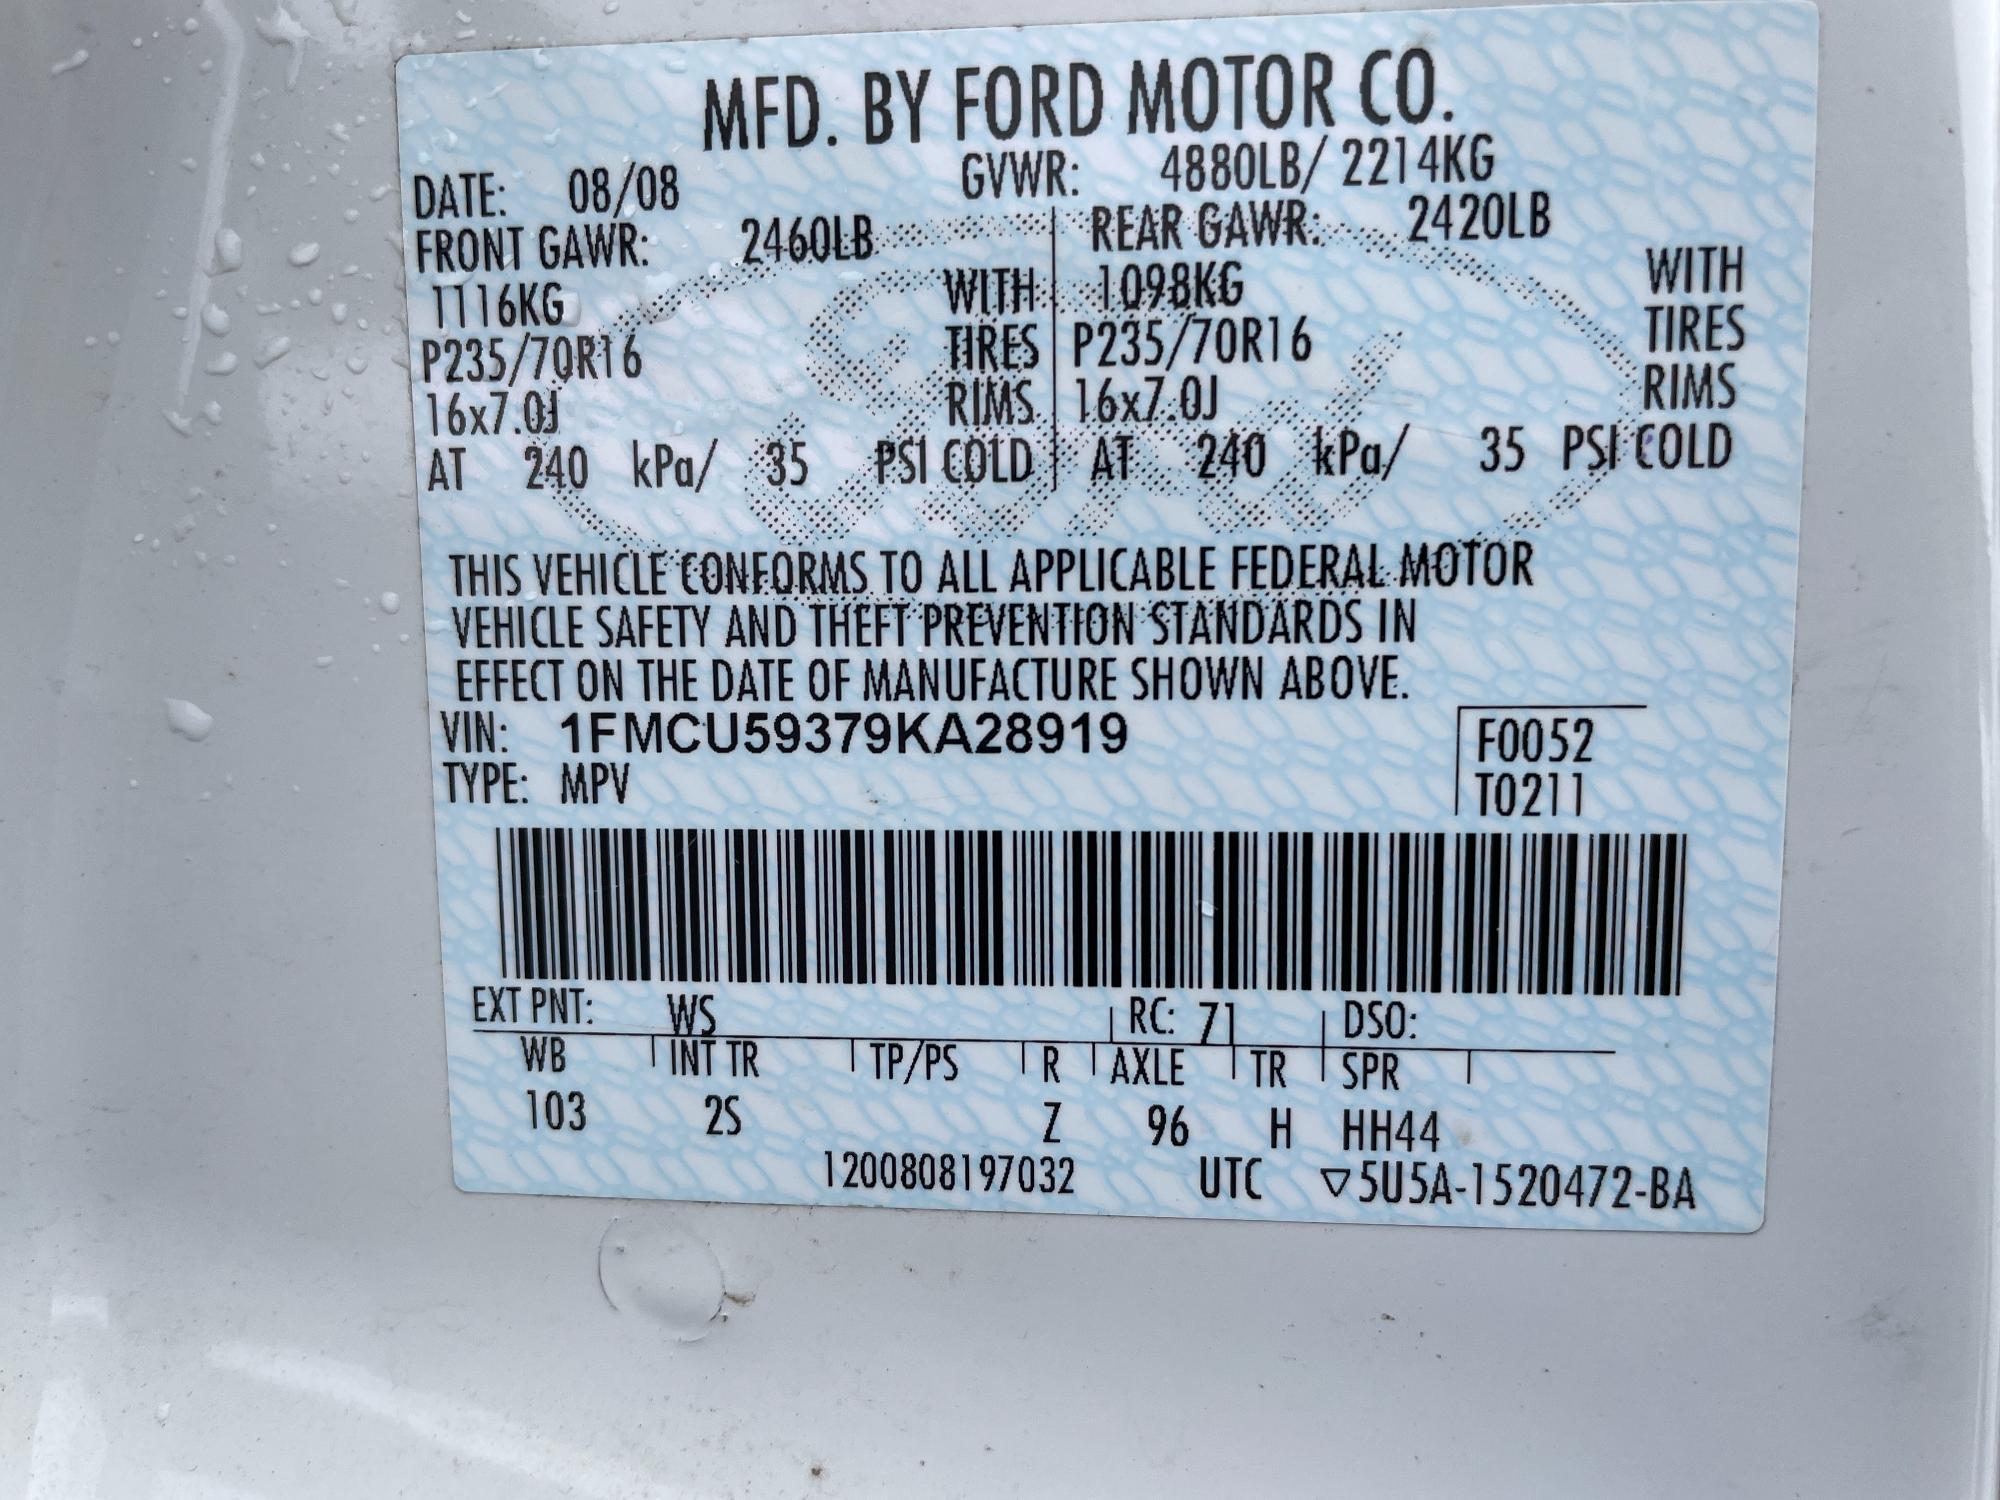 MFD. BY FORD MOTOR CO.
DATE: 08/08 GVWR: 4880LB/ 2214KG
FRONT GAWR: 2460LB REAR GAWR: 2420LB
1116KG WITH 1098KG WITH
P235/70R16 TIRES P235/70R16 TIRES
16x7.0J RIMS 16x7.0J RIMS
AT 240 kPa/ 35 PSI COLD AT 240 kPa/ 35 PSI COLD
THIS VEHICLE CONFORMS TO ALL APPLICABLE FEDERAL MOTOR
VEHICLE SAFETY AND THEFT PREVENTION STANDARDS IN
EFFECT ON THE DATE OF MANUFACTURE SHOWN ABOVE.
VIN: 1FMCU59379KA28919 F0052
TYPE: MPV T0211
EXT PNT: WS RC: 71 DSO:
WB INT TR TP/PS R AXLE TR SPR
103 2S Z 96 H HH44
1200808197032 UTC ▽5U5A-1520472-BA